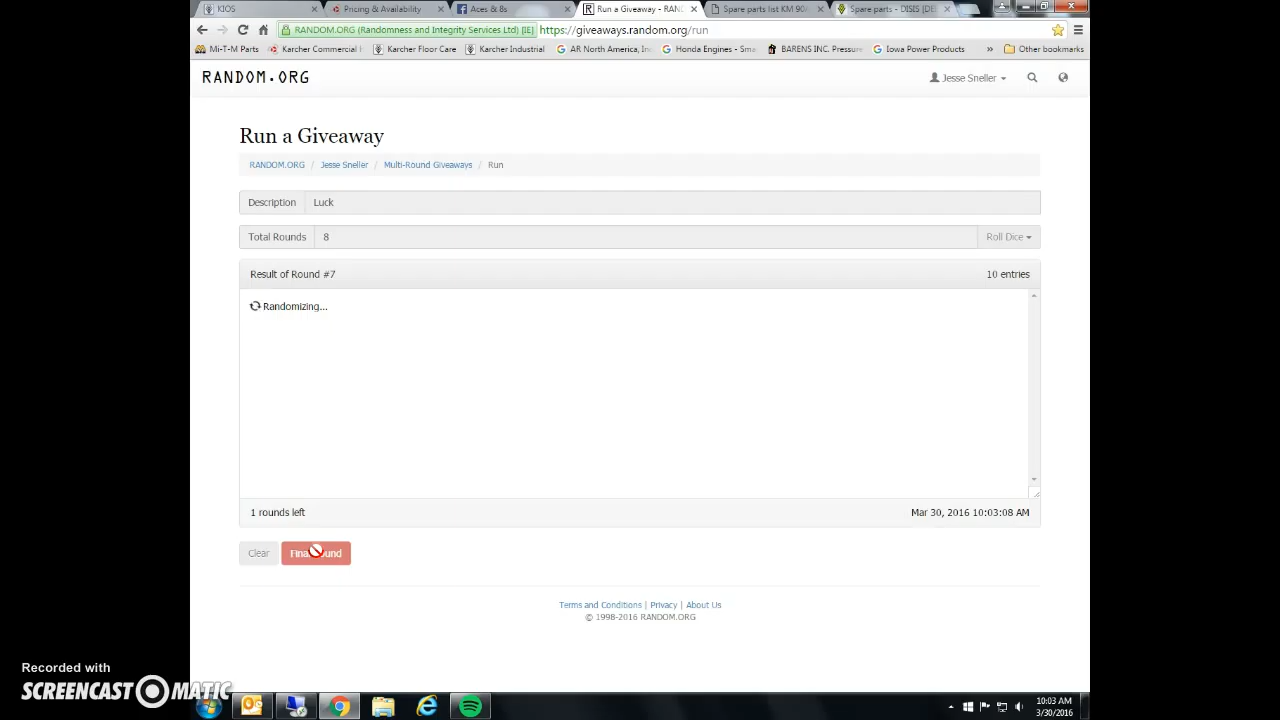 KIOS
Pricing & Availability
Aces & 8s
Run a Giveaway - RAND
Spare parts list KM 90/
Spare parts - DISIS [DE
RANDOM.ORG (Randomness and Integrity Services Ltd) [IE]
https://giveaways.random.org/run
Mi-T-M Parts
Karcher Commercial
Karcher Floor Care
Karcher Industrial
AR North America, Inc
Honda Engines - Sma
BARENS INC. Pressure
Iowa Power Products
»
Other bookmarks
RANDOM.ORG
Jesse Sneller
Run a Giveaway
RANDOM.ORG / Jesse Sneller / Multi-Round Giveaways / Run
Description Luck
Total Rounds 8 Roll Dice
Result of Round #7 10 entries
Randomizing...
1 rounds left Mar 30, 2016 10:03:08 AM
Clear
Terms and Conditions | Privacy | About Us
© 1998-2016 RANDOM.ORG
Recorded with
SCREENCAST MATIC
10:03 AM
3/30/2016